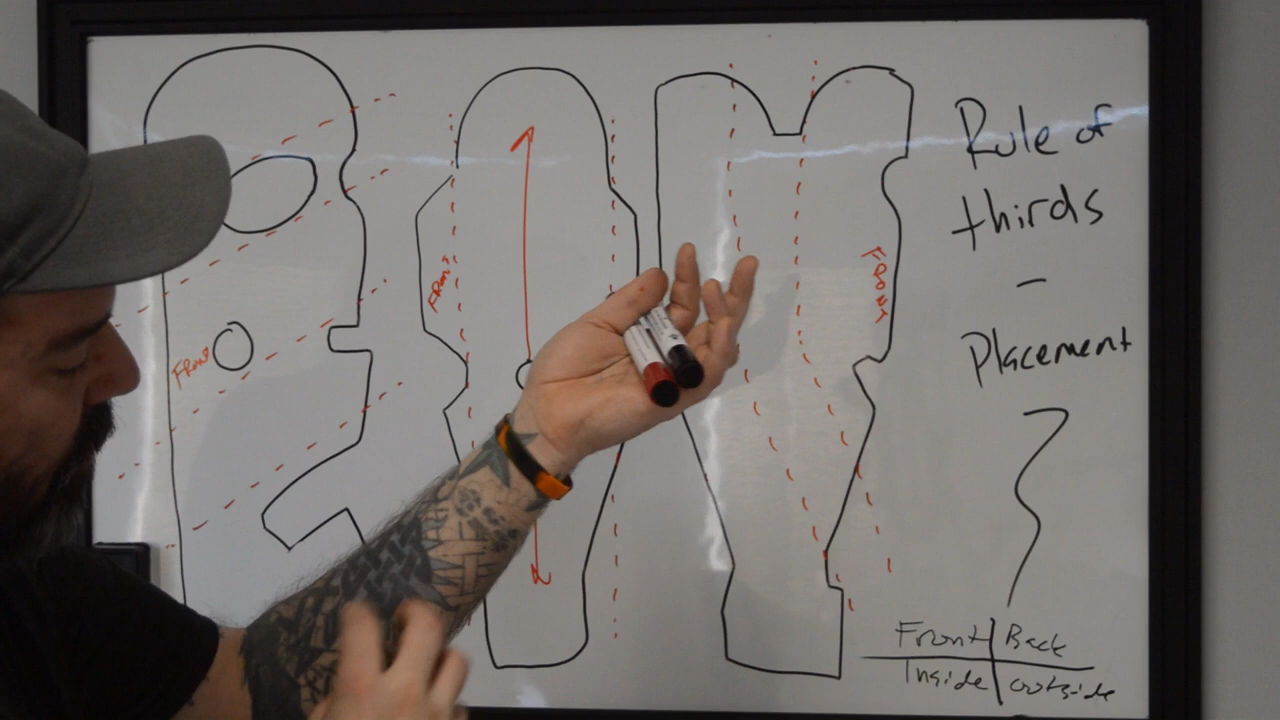 Rule of
thirds
-
Placement
FRONT
FRONT
FRONT
Front Back
Inside outside